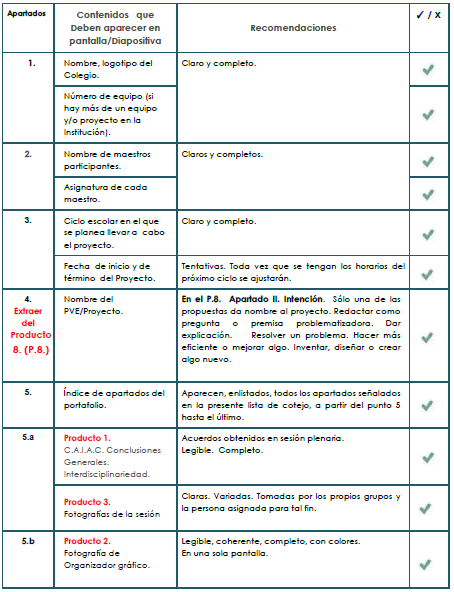 Apartados
Contenidos que
Deben aparecer en
pantalla/Diapositiva
Recomendaciones
✓ / X
1.
Nombre, logotipo del
Colegio.
Claro y completo.
✓
Número de equipo (si
hay más de un equipo
y/o proyecto en la
Institución).
✓
2.
Nombre de maestros
participantes.
Claros y completos.
✓
Asignatura de cada
maestro.
✓
3.
Ciclo escolar en el que
se planea llevar a cabo
el proyecto.
Claro y completo.
✓
Fecha de inicio y de
término del Proyecto.
Tentativas. Toda vez que se tengan los horarios del
próximo ciclo se ajustarán.
✓
4.
Extraer
del
Producto
8. (P.8.)
Nombre del
PVE/Proyecto.
En el P.8. Apartado II. Intención. Sólo una de las
propuestas da nombre al proyecto. Redactar como
pregunta o premisa problematizadora. Dar
explicación. Resolver un problema. Hacer más
eficiente o mejorar algo. Inventar, diseñar o crear
algo nuevo.
✓
5.
Índice de apartados del
portafolio.
Aparecen, enlistados, todos los apartados señalados
en la presente lista de cotejo, a partir del punto 5
hasta el último.
✓
5.a
Producto 1.
C.A.I.A.C. Conclusiones
Generales.
Interdisciplinariedad.
Acuerdos obtenidos en sesión plenaria.
Legible. Completo.
✓
Producto 3.
Fotografías de la sesión
Claras. Variadas. Tomadas por los propios grupos y
la persona asignada para tal fin.
✓
5.b
Producto 2.
Fotografía de
Organizador gráfico.
Legible, coherente, completo, con colores.
En una sola pantalla.
✓